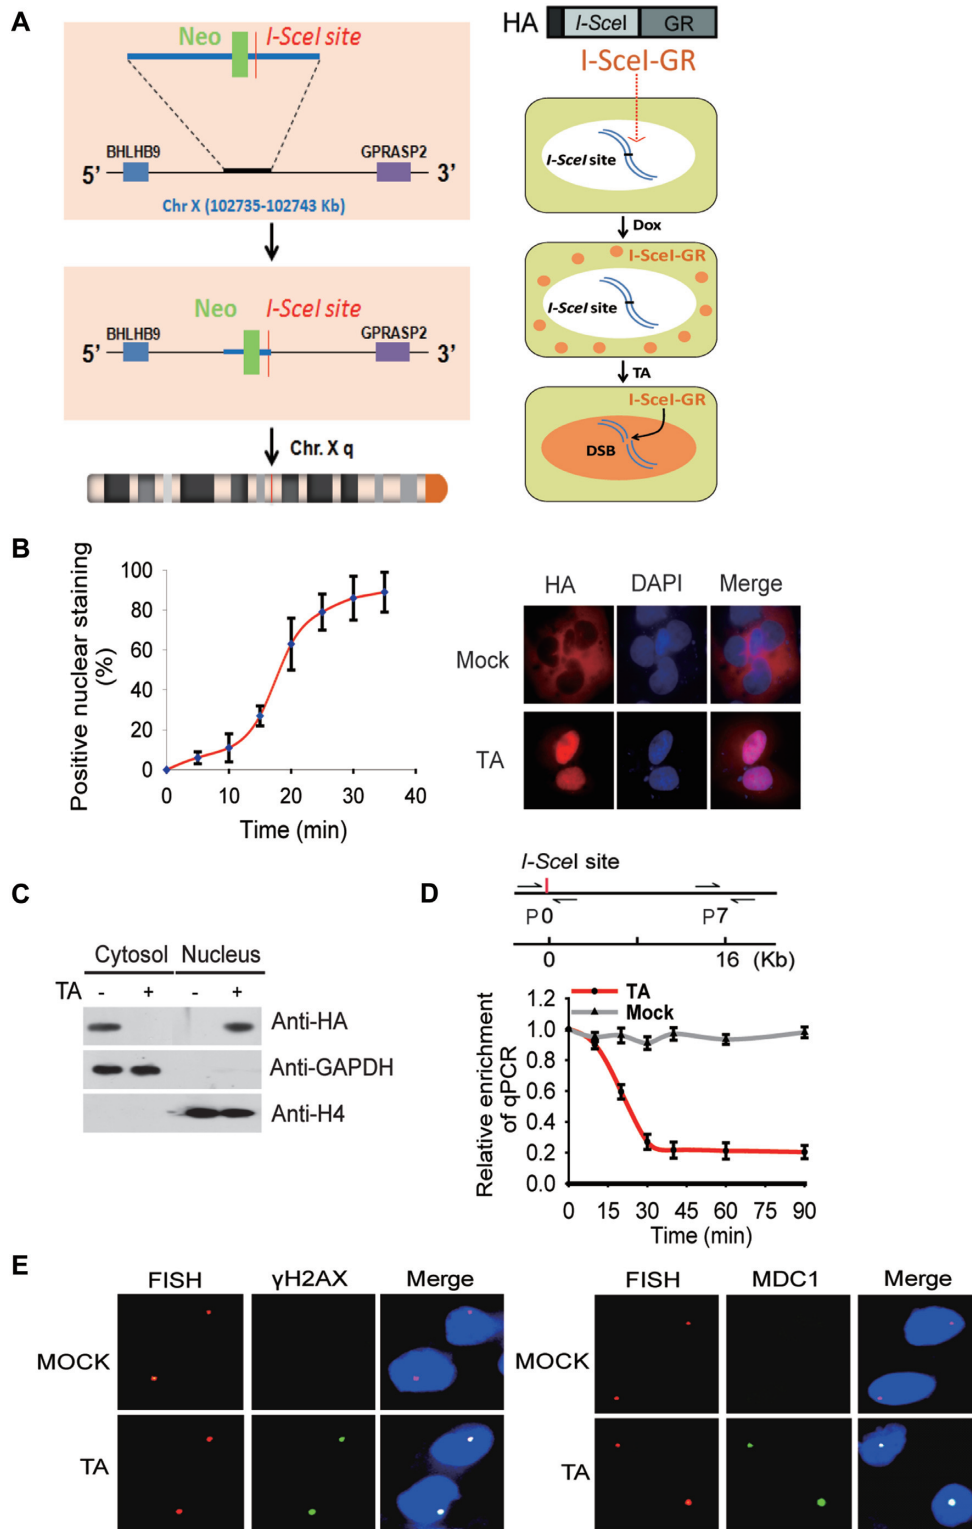 A
Neo
I-SceI site
BHLHB9
GPRASP2
5’
3’
Chr X (102735-102743 Kb)
Neo
I-SceI site
BHLHB9
GPRASP2
5’
3’
Chr. X q
HA
I-SceI
GR
I-SceI-GR
I-SceI site
Dox
I-SceI-GR
I-SceI site
TA
I-SceI-GR
DSB
B
Positive nuclear staining
(%)
100
80
60
40
20
0
0 10 20 30 40
Time (min)
HA DAPI Merge
Mock
TA
C
Cytosol Nucleus
TA - + - +
Anti-HA
Anti-GAPDH
Anti-H4
D
I-SceI site
P0 P7
0 16 (Kb)
TA
Mock
Relative enrichment
of qPCR
1.2
1.0
0.8
0.6
0.4
0.2
0.0
0 15 30 45 60 75 90
Time (min)
E
FISH γH2AX Merge
MOCK
TA
FISH MDC1 Merge
MOCK
TA